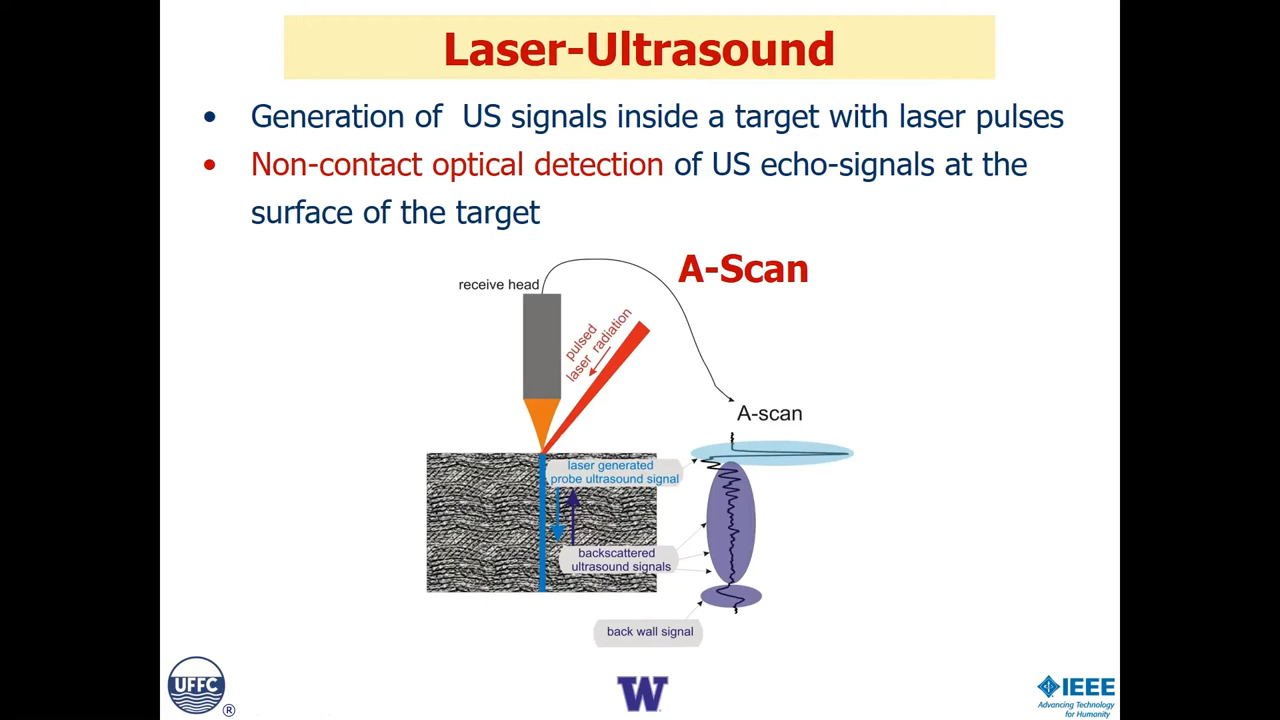 Laser-Ultrasound
• Generation of  US signals inside a target with laser pulses
• Non-contact optical detection of US echo-signals at the
surface of the target
A-Scan
receive head
pulsed
laser radiation
A-scan
laser generated
probe ultrasound signal
backscattered
ultrasound signals
back wall signal
UFFC
®
W
IEEE
Advancing Technology
for Humanity